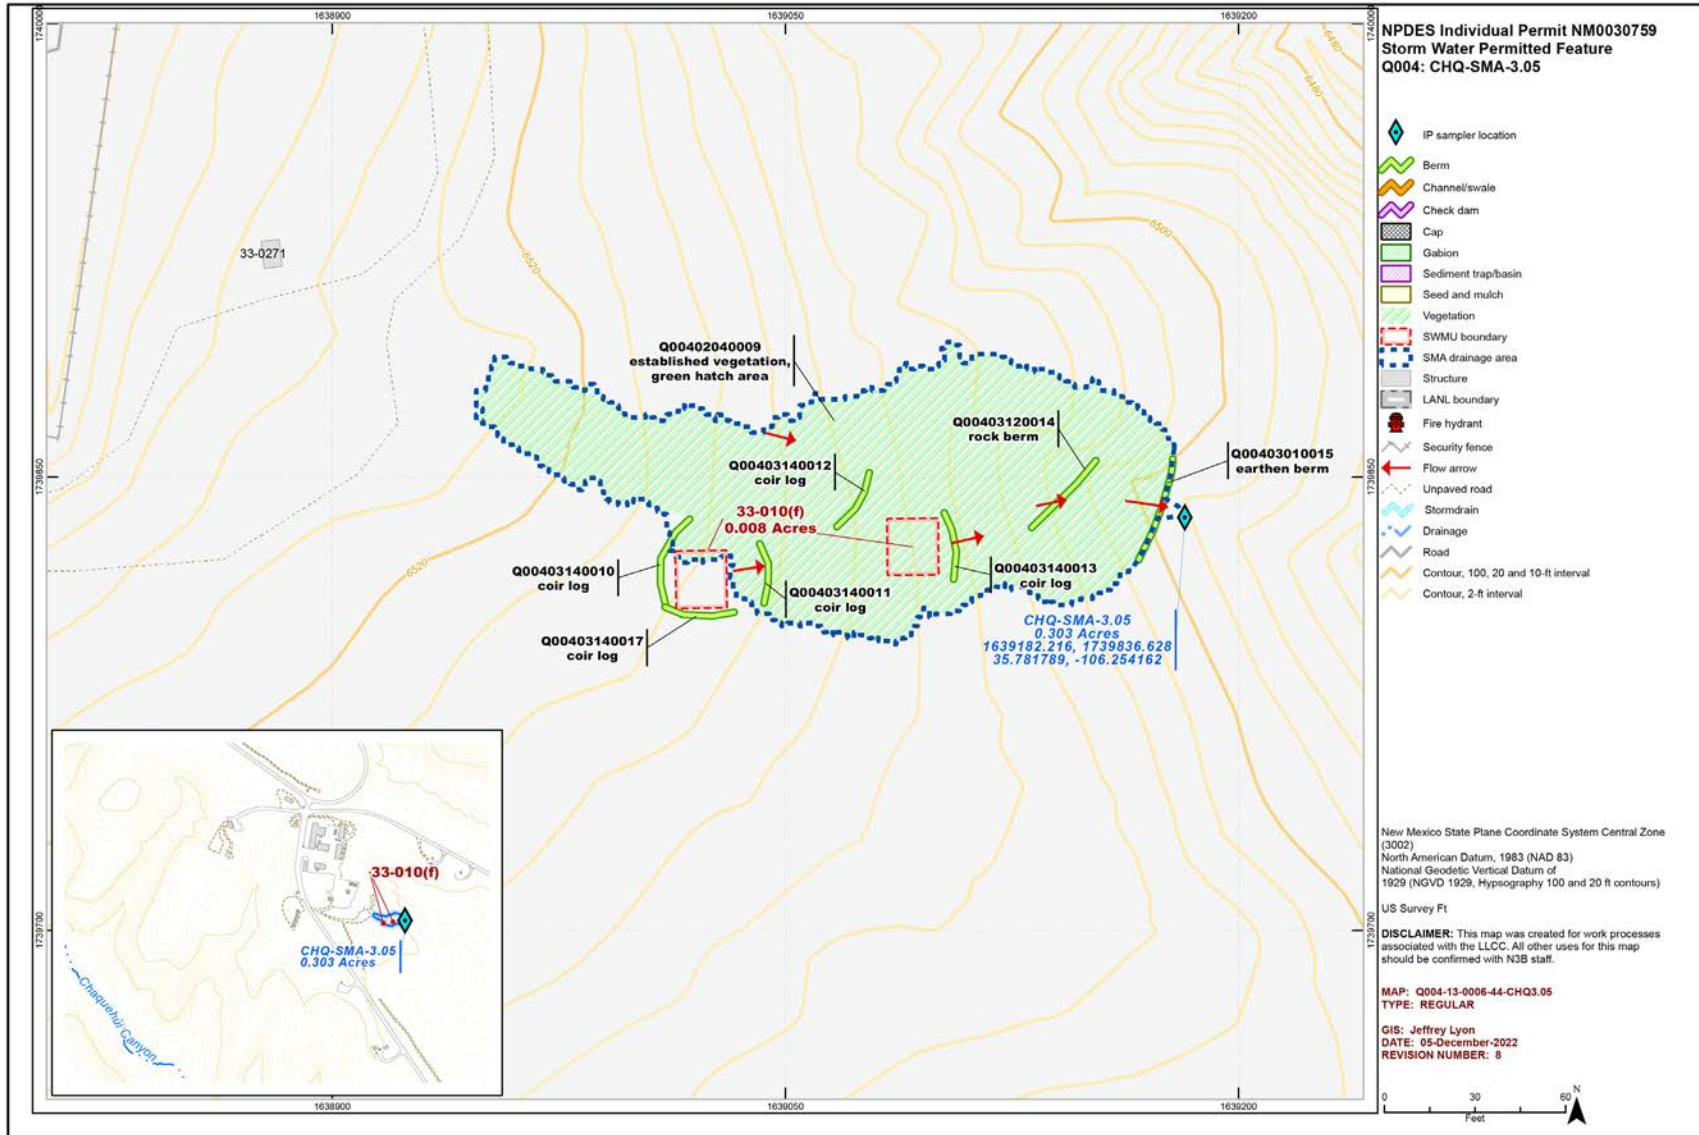 1638900
1639050
1639200
1740000
1740000
6480
6480
6500
6520
33-0271
Q00402040009
established vegetation,
green hatch area
Q00403120014
rock berm
Q00403010015
earthen berm
1739850
1739850
Q00403140012
coir log
33-010(f)
0.008 Acres
6520
Q00403140010
coir log
Q00403140013
coir log
Q00403140011
coir log
Q00403140017
coir log
CHQ-SMA-3.05
0.303 Acres
1639182.216, 1739836.628
35.781789, -106.254162
33-010(f)
CHQ-SMA-3.05
0.303 Acres
Chaquehui Canyon
1739700
1739700
1638900
1639050
1639200
NPDES Individual Permit NM0030759
Storm Water Permitted Feature
Q004: CHQ-SMA-3.05
IP sampler location
Berm
Channel/swale
Check dam
Cap
Gabion
Sediment trap/basin
Seed and mulch
Vegetation
SWMU boundary
SMA drainage area
Structure
LANL boundary
Fire hydrant
Security fence
Flow arrow
Unpaved road
Stormdrain
Drainage
Road
Contour, 100, 20 and 10-ft interval
Contour, 2-ft interval
New Mexico State Plane Coordinate System Central Zone
(3002)
North American Datum, 1983 (NAD 83)
National Geodetic Vertical Datum of
1929 (NGVD 1929, Hypsography 100 and 20 ft contours)
US Survey Ft
DISCLAIMER: This map was created for work processes
associated with the LLCC. All other uses for this map
should be confirmed with N3B staff.
MAP: Q004-13-0006-44-CHQ3.05
TYPE: REGULAR
GIS: Jeffrey Lyon
DATE: 05-December-2022
REVISION NUMBER: 8
N
0 30 60
Feet